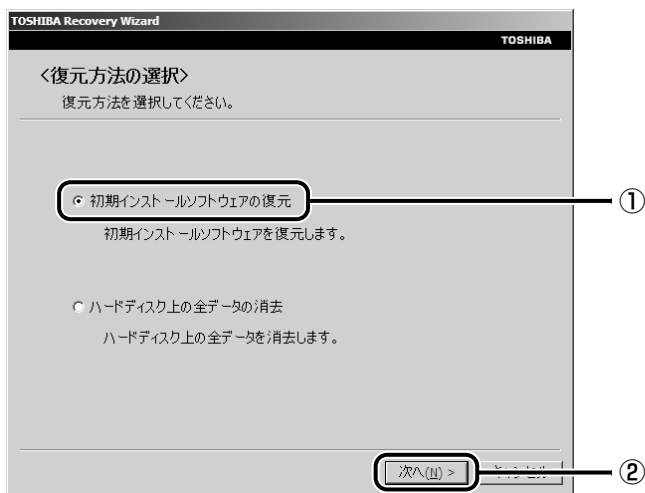 TOSHIBA Recovery Wizard
TOSHIBA
<復元方法の選択>
復元方法を選択してください。
初期インストールソフトウェアの復元
①
初期インストールソフトウェアを復元します。
ハードディスク上の全データの消去
ハードディスク上の全データを消去します。
次へ(N) >
②